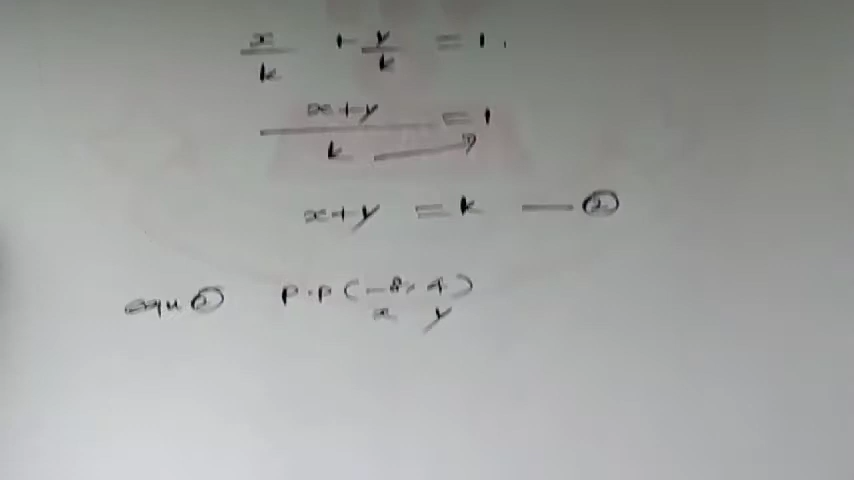 x/k + y/k = 1.
x+y/k = 1
x+y = k — ②
equ ② P.P (-8, 4)
x y